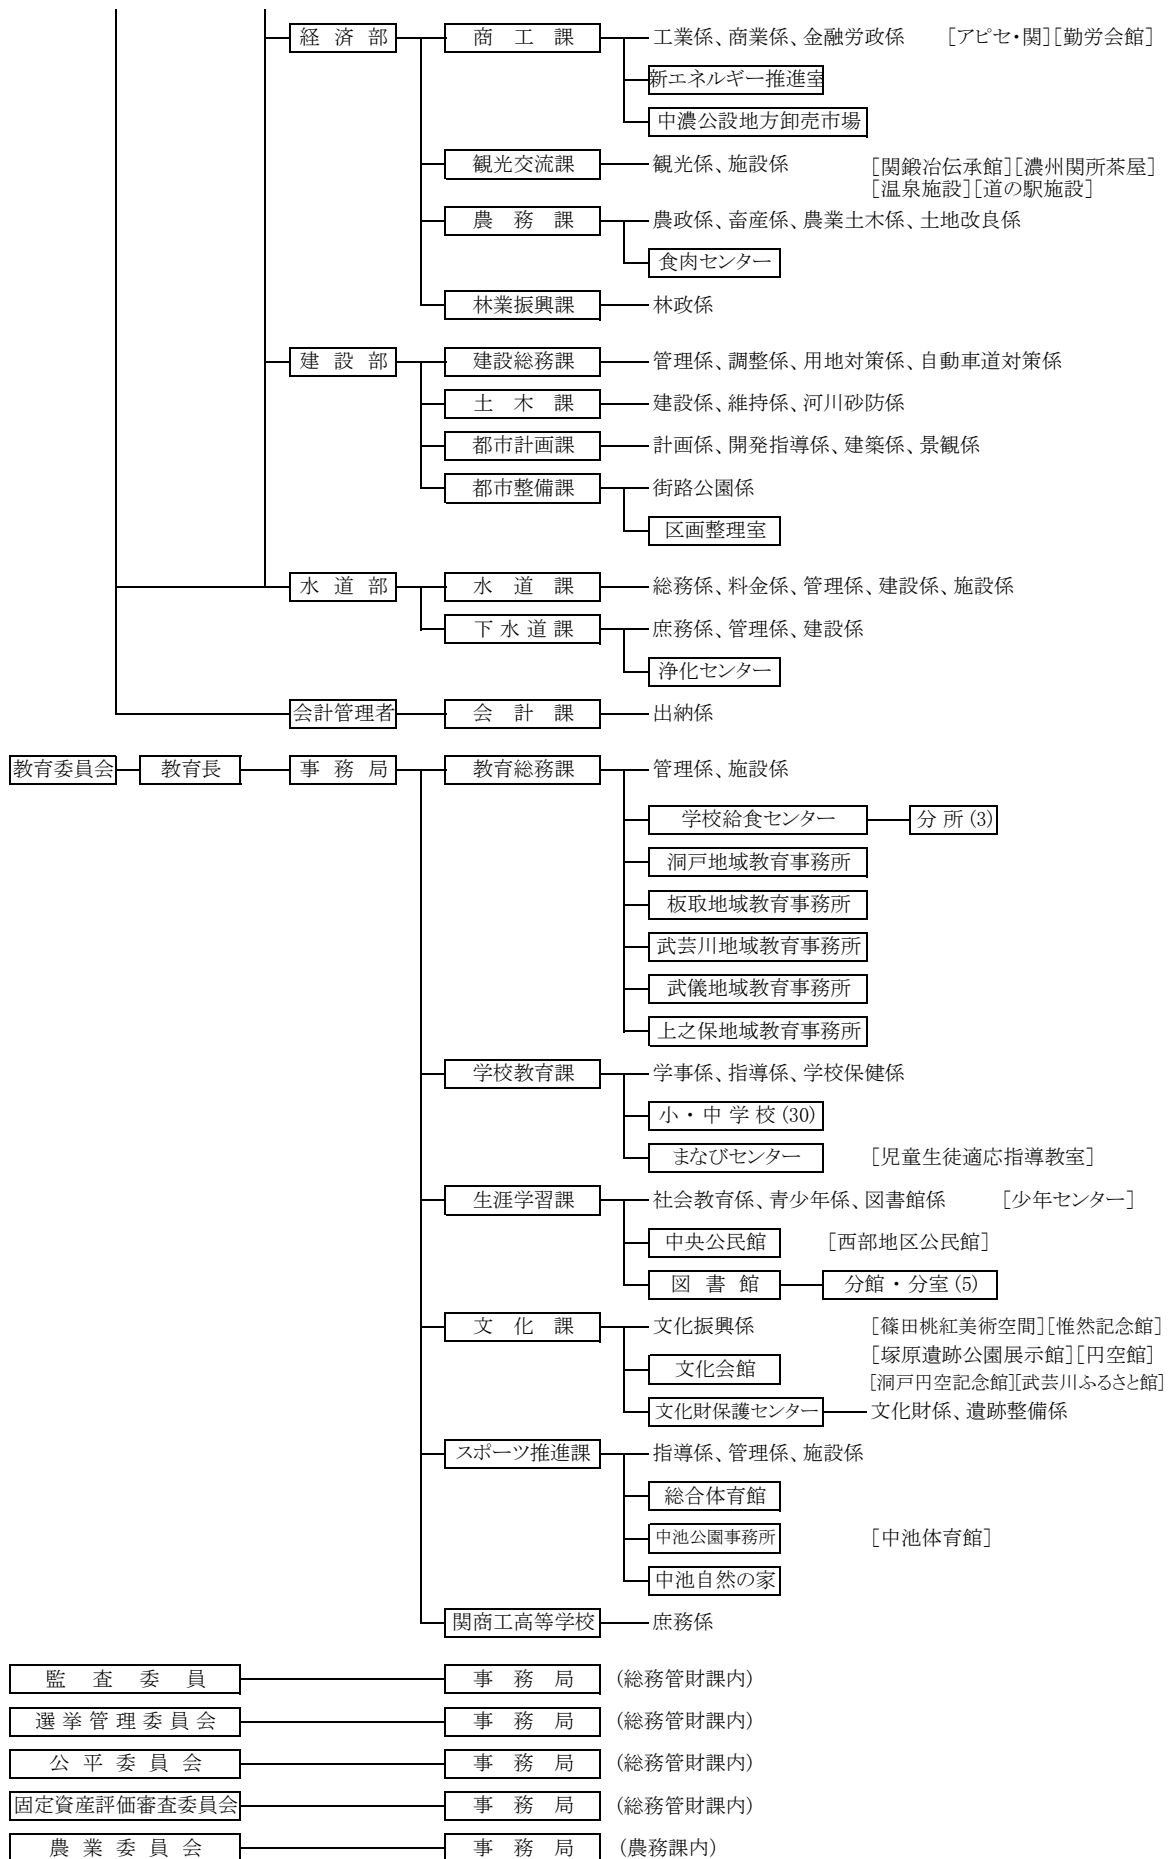 経済部 商工課 工業係、商業係、金融労政係 [アピセ・関][勤労会館]
新エネルギー推進室
中濃公設地方卸売市場
観光交流課 観光係、施設係 [関鍛冶伝承館][濃州関所茶屋]
[温泉施設][道の駅施設]
農務課 農政係、畜産係、農業土木係、土地改良係
食肉センター
林業振興課 林政係
建設部 建設総務課 管理係、調整係、用地対策係、自動車道対策係
土木課 建設係、維持係、河川砂防係
都市計画課 計画係、開発指導係、建築係、景観係
都市整備課 街路公園係
区画整理室
水道部 水道課 総務係、料金係、管理係、建設係、施設係
下水道課 庶務係、管理係、建設係
浄化センター
会計管理者 会計課 出納係
教育委員会 教育長 事務局 教育総務課 管理係、施設係
学校給食センター 分所(3)
洞戸地域教育事務所
板取地域教育事務所
武芸川地域教育事務所
武儀地域教育事務所
上之保地域教育事務所
学校教育課 学事係、指導係、学校保健係
小・中学校(30)
まなびセンター [児童生徒適応指導教室]
生涯学習課 社会教育係、青少年係、図書館係 [少年センター]
中央公民館 [西部地区公民館]
図書館 分館・分室(5)
文化課 文化振興係 [篠田桃紅美術空間][惟然記念館]
文化会館 [塚原遺跡公園展示館][円空館]
[洞戸円空記念館][武芸川ふるさと館]
文化財保護センター 文化財係、遺跡整備係
スポーツ推進課 指導係、管理係、施設係
総合体育館
中池公園事務所 [中池体育館]
中池自然の家
関商工高等学校 庶務係
監査委員 事務局 (総務管財課内)
選挙管理委員会 事務局 (総務管財課内)
公平委員会 事務局 (総務管財課内)
固定資産評価審査委員会 事務局 (総務管財課内)
農業委員会 事務局 (農務課内)